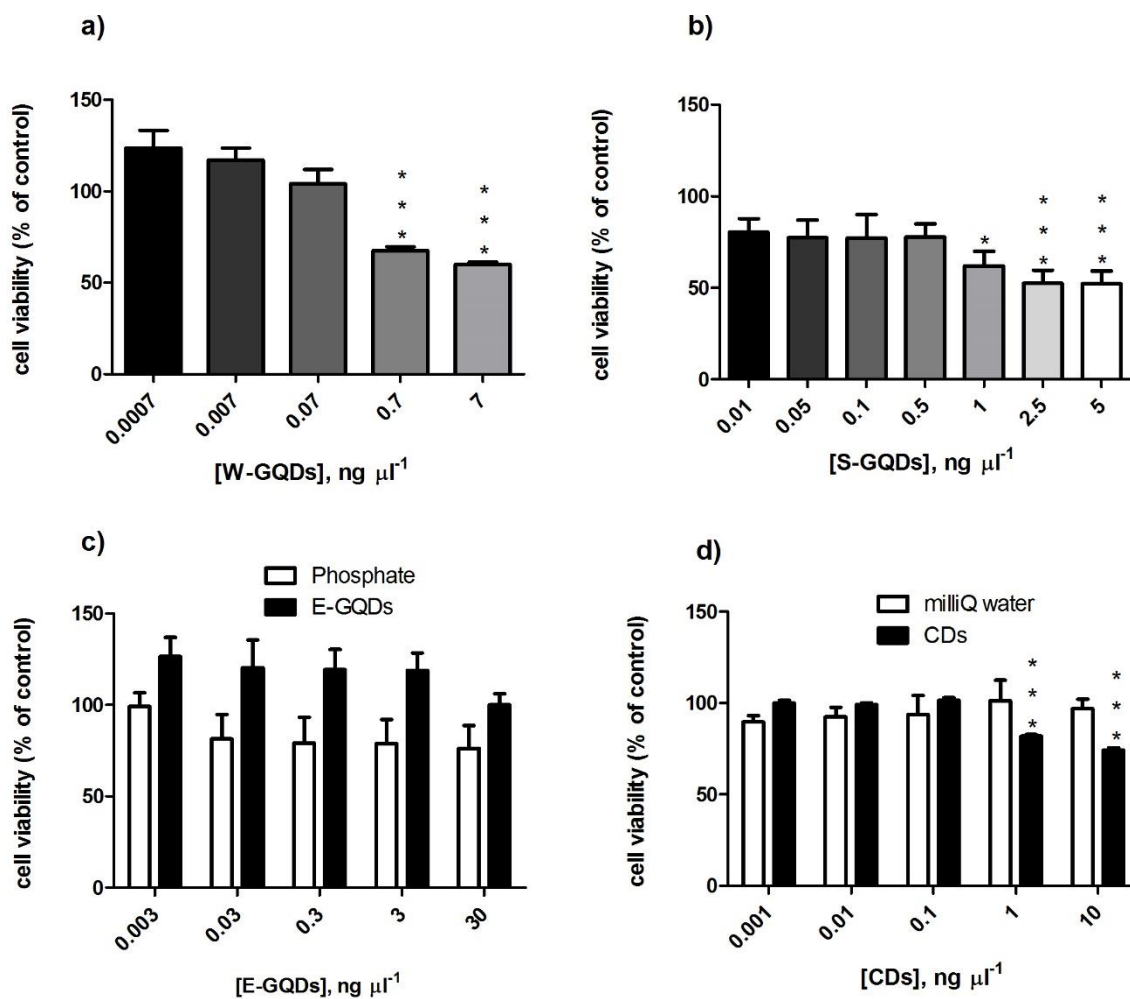 a)
cell viability (% of control)
150
100
50
0
***
***
0.0007
0.007
0.07
0.7
7
[W-GQDs], ng μl⁻¹
b)
cell viability (% of control)
150
100
50
0
*
***
***
0.01
0.05
0.1
0.5
1
2.5
5
[S-GQDs], ng μl⁻¹
c)
Phosphate
E-GQDs
cell viability (% of control)
150
100
50
0
0.003
0.03
0.3
3
30
[E-GQDs], ng μl⁻¹
d)
milliQ water
CDs
cell viability (% of control)
150
100
50
0
***
***
0.001
0.01
0.1
1
10
[CDs], ng μl⁻¹